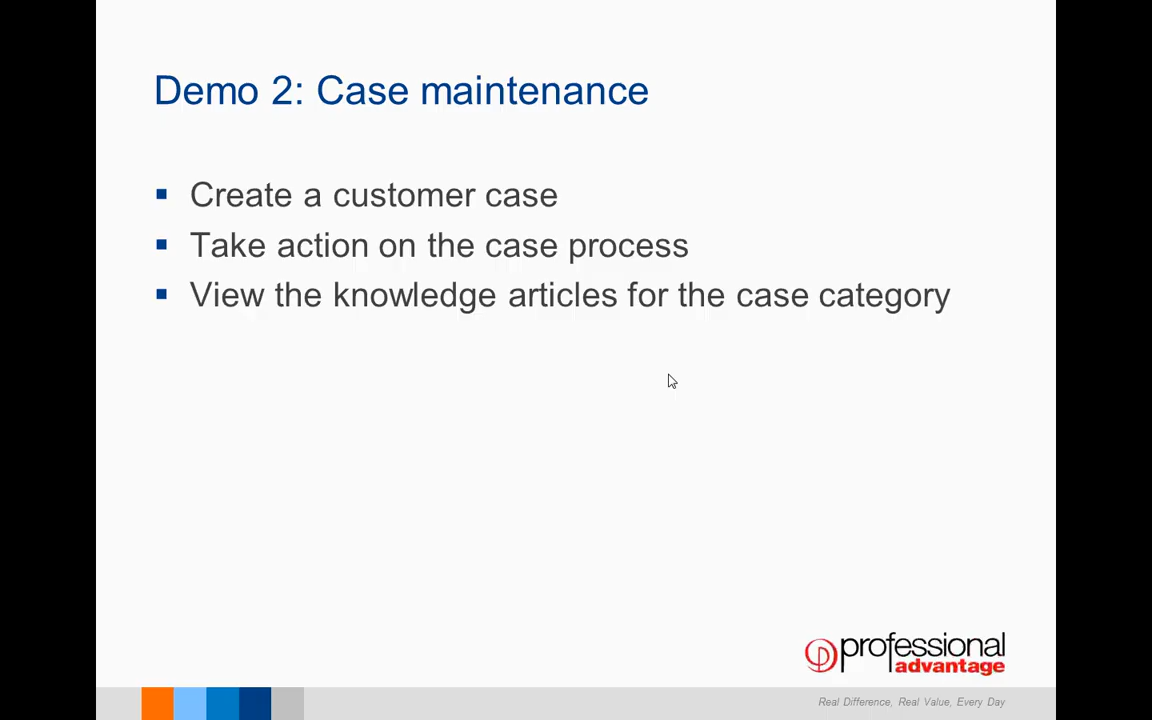 Demo 2: Case maintenance
Create a customer case
Take action on the case process
View the knowledge articles for the case category
professional
advantage
Real Difference, Real Value, Every Day